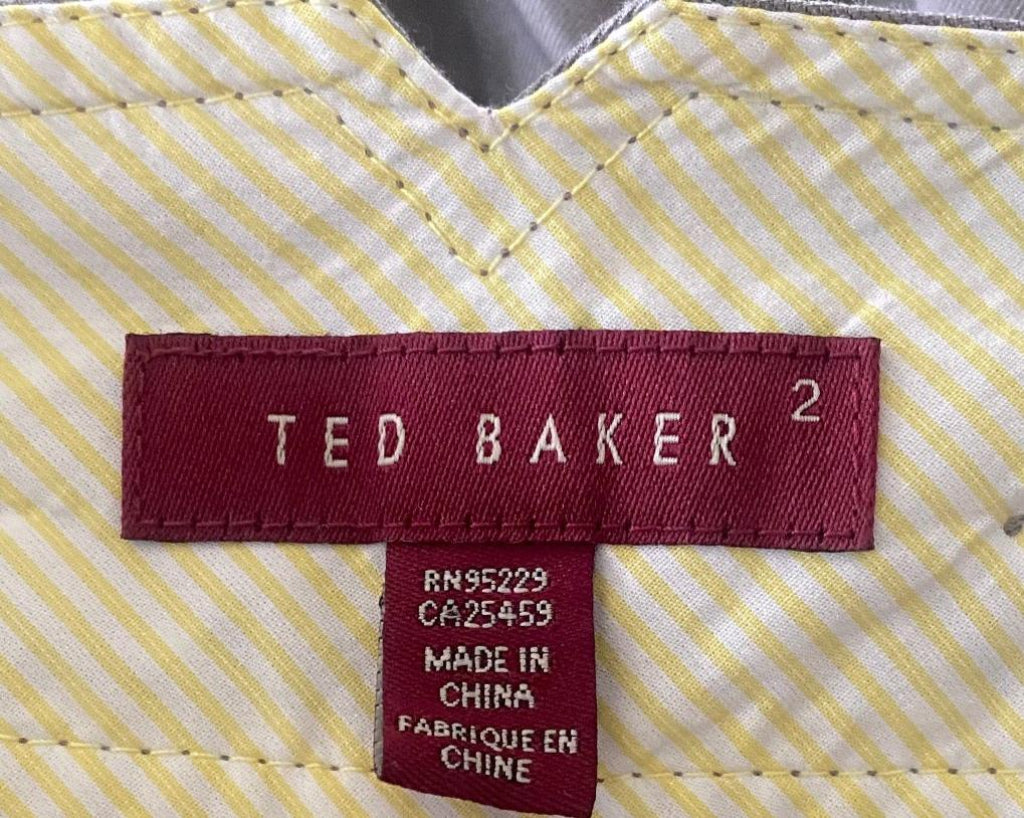 TED BAKER 2
RN95229
CA25459
MADE IN
CHINA
FABRIQUE EN
CHINE